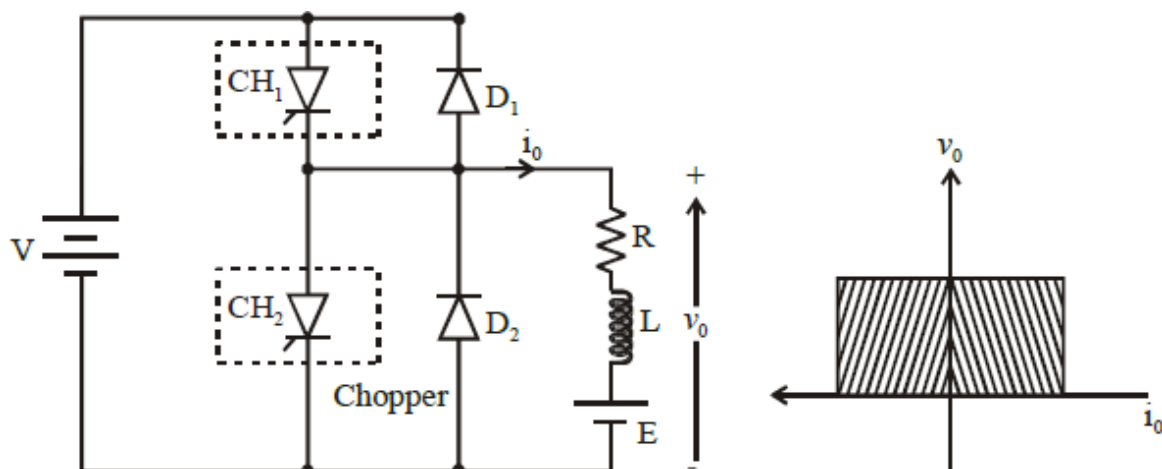 CH₁
D₁
i₀
+
v₀
V
R
CH₂
D₂
L
v₀
Chopper
E
i₀
-